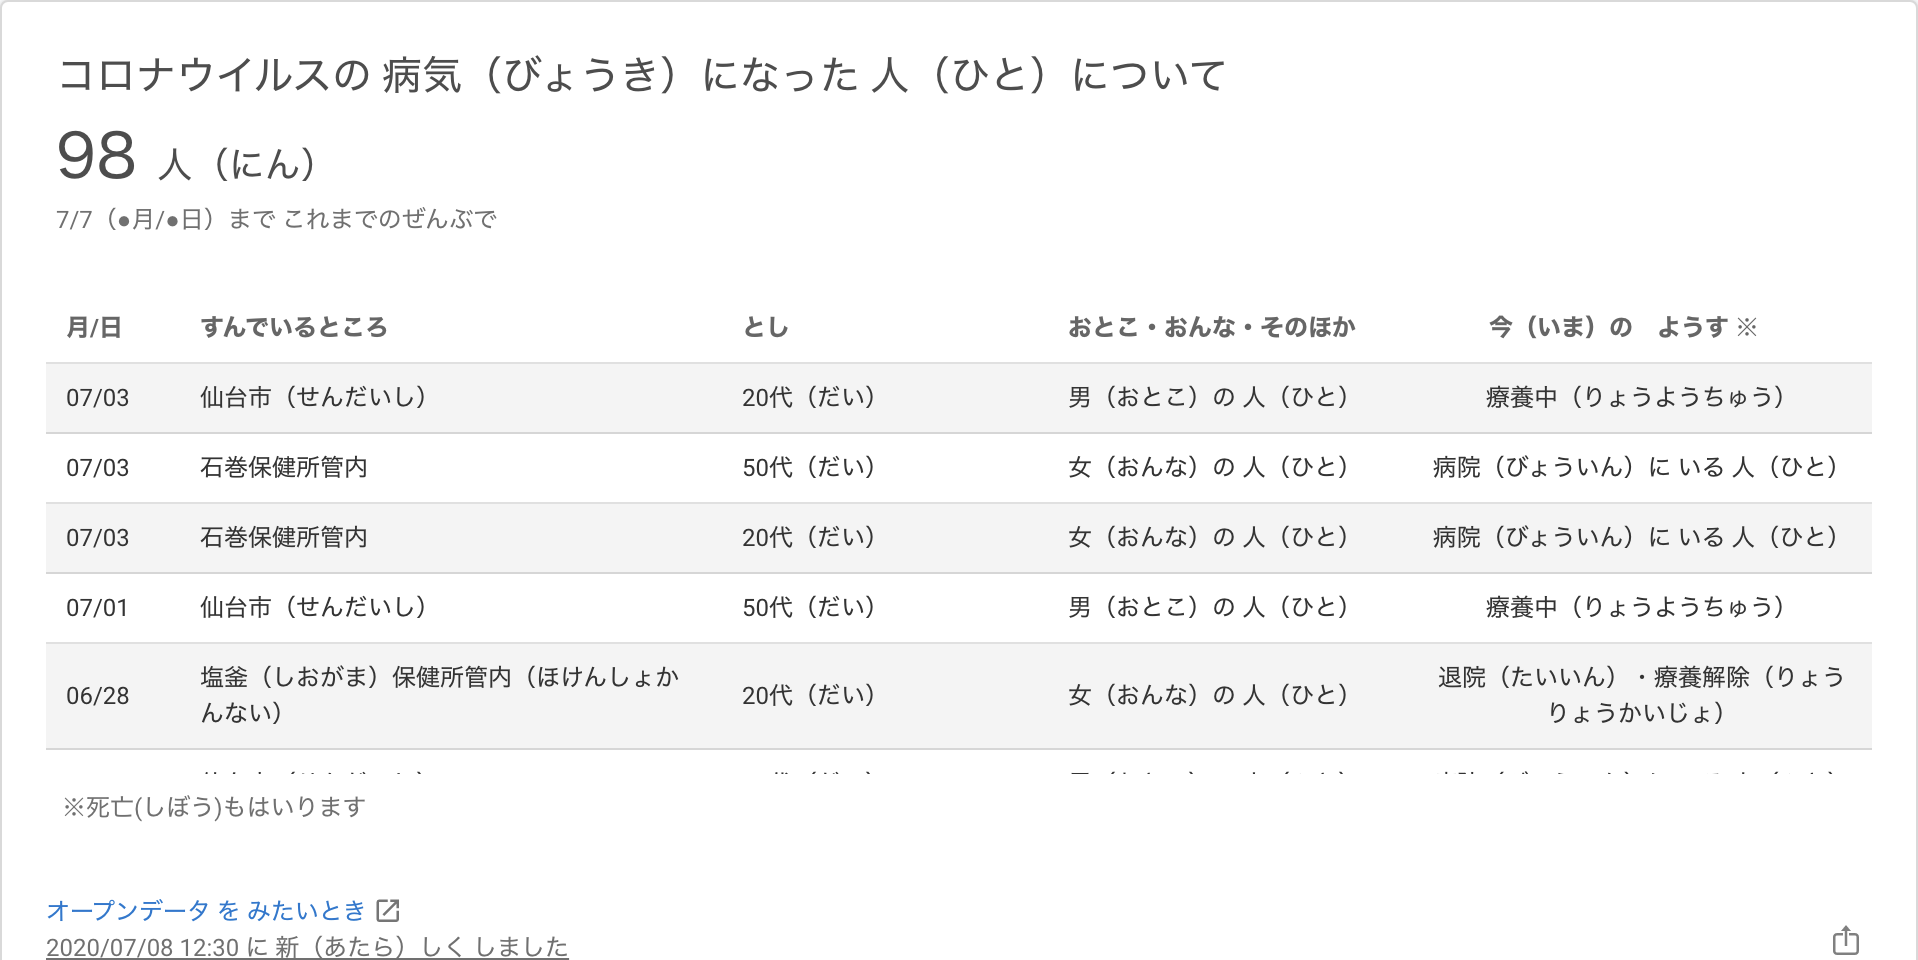 コロナウイルスの 病気（びょうき）になった 人（ひと）について
98 人（にん）
7/7（●月/●日）まで これまでのぜんぶで
月/日 すんでいるところ とし おとこ・おんな・そのほか 今（いま）の　ようす ※
07/03 仙台市（せんだいし） 20代（だい） 男（おとこ）の 人（ひと） 療養中（りょうようちゅう）
07/03 石巻保健所管内 50代（だい） 女（おんな）の 人（ひと） 病院（びょういん）に いる 人（ひと）
07/03 石巻保健所管内 20代（だい） 女（おんな）の 人（ひと） 病院（びょういん）に いる 人（ひと）
07/01 仙台市（せんだいし） 50代（だい） 男（おとこ）の 人（ひと） 療養中（りょうようちゅう）
06/28 塩釜（しおがま）保健所管内（ほけんしょか
んない） 20代（だい） 女（おんな）の 人（ひと） 退院（たいいん）・療養解除（りょう
りょうかいじょ）
※死亡(しぼう)もはいります
オープンデータ を みたいとき
2020/07/08 12:30 に 新（あたら）しく しました